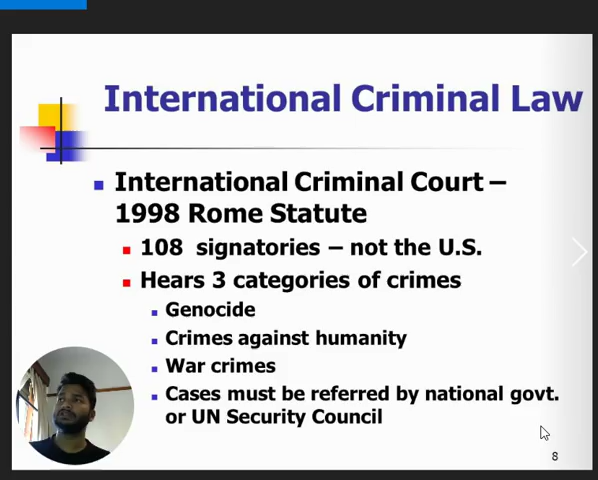 International Criminal Law
International Criminal Court –
1998 Rome Statute
108 signatories – not the U.S.
Hears 3 categories of crimes
Genocide
Crimes against humanity
War crimes
Cases must be referred by national govt.
or UN Security Council
8